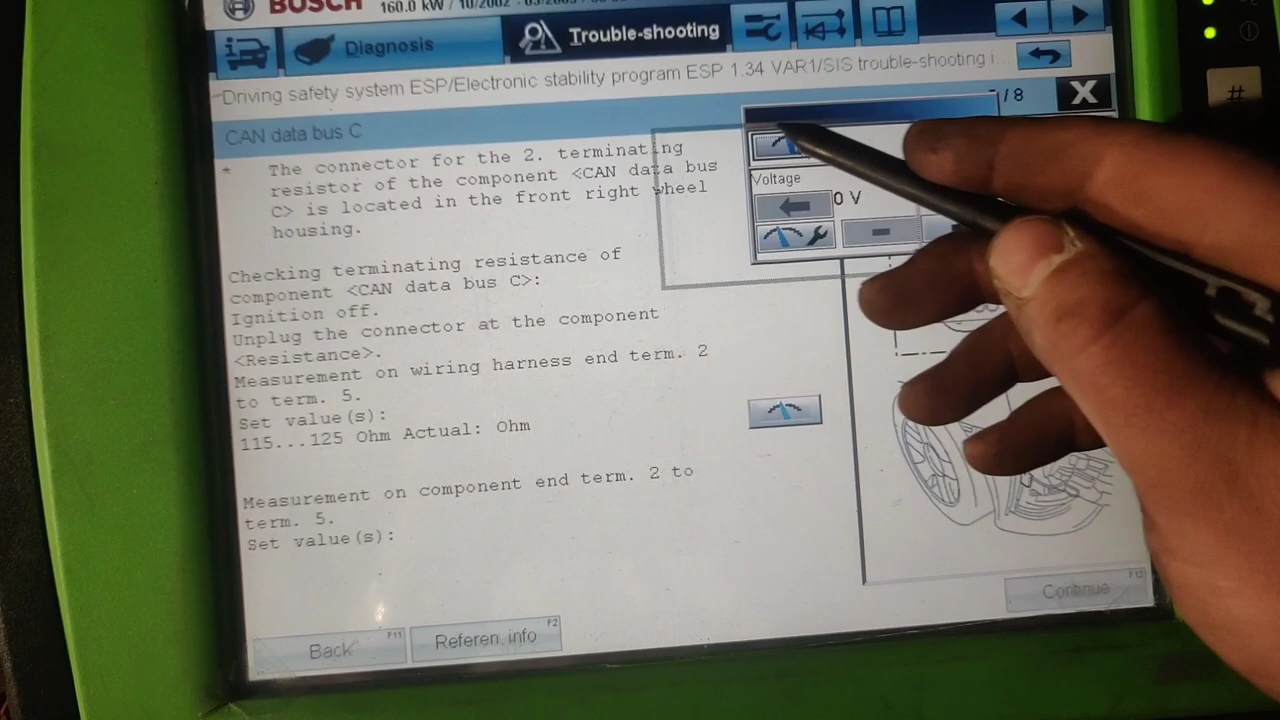 BOSCH 160.0 kW / 10/2002 -
Diagnosis
Trouble-shooting
Driving safety system ESP/Electronic stability program ESP 1.34 VAR1/SIS trouble-shooting i...
/ 8
X
#
CAN data bus C
* The connector for the 2. terminating
resistor of the component <CAN data bus
C> is located in the front right wheel
housing.
Voltage
0 V
Checking terminating resistance of
component <CAN data bus C>:
Ignition off.
Unplug the connector at the component
<Resistance>.
Measurement on wiring harness end term. 2
to term. 5.
Set value(s):
115...125 Ohm Actual: Ohm
Measurement on component end term. 2 to
term. 5.
Set value(s):
Back F11
Referen. info F2
Continue F12